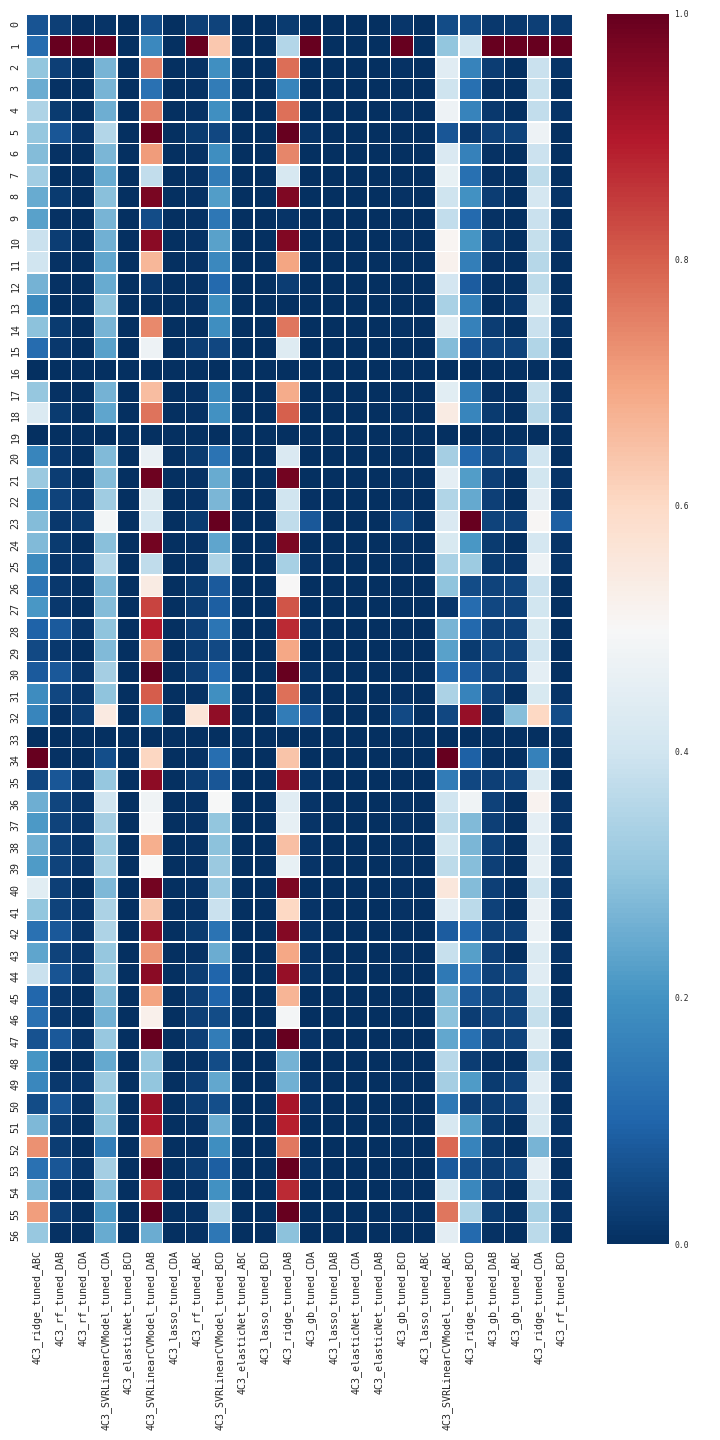 0
1
2
3
4
5
6
7
8
9
10
11
12
13
14
15
16
17
18
19
20
21
22
23
24
25
26
27
28
29
30
31
32
33
34
35
36
37
38
39
40
41
42
43
44
45
46
47
48
49
50
51
52
53
54
55
56
4C3_ridge_tuned_ABC
4C3_rf_tuned_DAB
4C3_rf_tuned_CDA
4C3_SVRLinearCVModel_tuned_CDA
4C3_elasticNet_tuned_BCD
4C3_SVRLinearCVModel_tuned_DAB
4C3_lasso_tuned_CDA
4C3_rf_tuned_ABC
4C3_SVRLinearCVModel_tuned_BCD
4C3_elasticNet_tuned_ABC
4C3_lasso_tuned_BCD
4C3_ridge_tuned_DAB
4C3_gb_tuned_CDA
4C3_lasso_tuned_DAB
4C3_elasticNet_tuned_CDA
4C3_elasticNet_tuned_DAB
4C3_gb_tuned_BCD
4C3_lasso_tuned_ABC
4C3_SVRLinearCVModel_tuned_ABC
4C3_ridge_tuned_BCD
4C3_gb_tuned_DAB
4C3_gb_tuned_ABC
4C3_ridge_tuned_CDA
4C3_rf_tuned_BCD
1.0
0.8
0.6
0.4
0.2
0.0